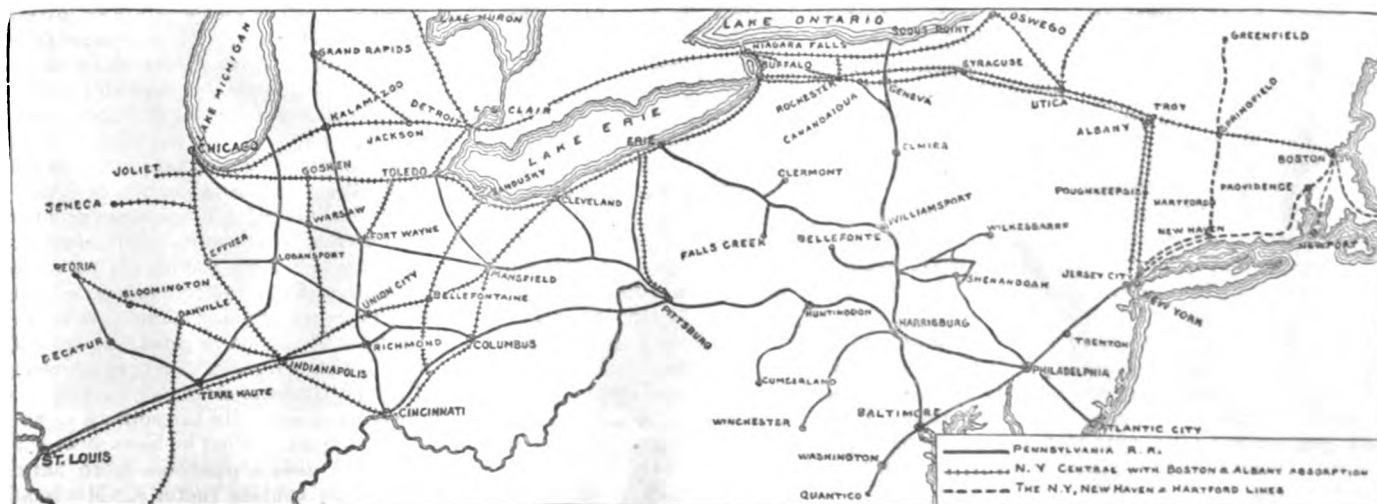 LAKE HURON
LAKE ONTARIO
OSWEGO
GREENFIELD
GRAND RAPIDS
SODUS POINT
NIAGARA FALLS
LAKE MICHIGAN
BUFFALO
SYRACUSE
KALAMAZOO
DETROIT
ST. CLAIR
ROCHESTER
GENEVA
UTICA
TROY
SPRINGFIELD
JACKSON
CANANDAIGUA
ALBANY
CHICAGO
LAKE ERIE
ERIE
ELMIRA
BOSTON
JOLIET
GOSHEN
TOLEDO
SANDUSKY
CLERMONT
POUGHKEEPSIE
PROVIDENCE
SENECA
CLEVELAND
HARTFORD
WARSAW
WILLIAMSPORT
FORT WAYNE
FALLS CREEK
BELLEFONTE
WILKESBARRE
NEW HAVEN
NEWPORT
EFFNER
LOGANSPORT
PEORIA
MANSFIELD
SHENANDOAH
JERSEY CITY
BLOOMINGTON
UNION CITY
BELLEFONTAINE
NEW YORK
DANVILLE
PITTSBURG
HUNTINGDON
HARRISBURG
DECATUR
RICHMOND
COLUMBUS
TRENTON
INDIANAPOLIS
PHILADELPHIA
TERRE HAUTE
CUMBERLAND
CINCINNATI
WINCHESTER
BALTIMORE
ATLANTIC CITY
ST. LOUIS
WASHINGTON
QUANTICO
PENNSYLVANIA R.R.
N.Y CENTRAL WITH BOSTON & ALBANY ABSORPTION
THE N.Y, NEW HAVEN & HARTFORD LINES